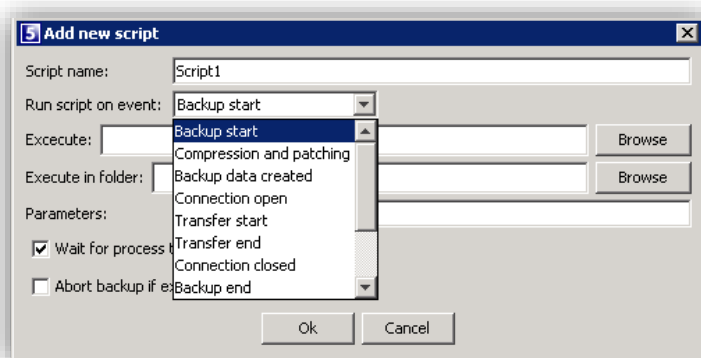 5 Add new script
Script name: Script1
Run script on event: Backup start
Backup start
Excecute: Browse
Compression and patching
Backup data created
Execute in folder: Browse
Connection open
Parameters:
Transfer start
Transfer end
Wait for process
Connection closed
Abort backup if
Backup end
Ok Cancel